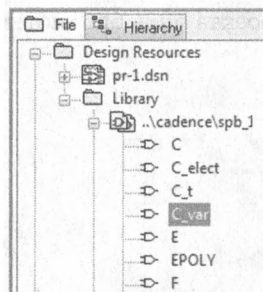 File Hierarchy
Design Resources
pr-1.dsn
Library
..\cadence\spb_1
C
C_elect
C_t
C_var
E
EPOLY
F